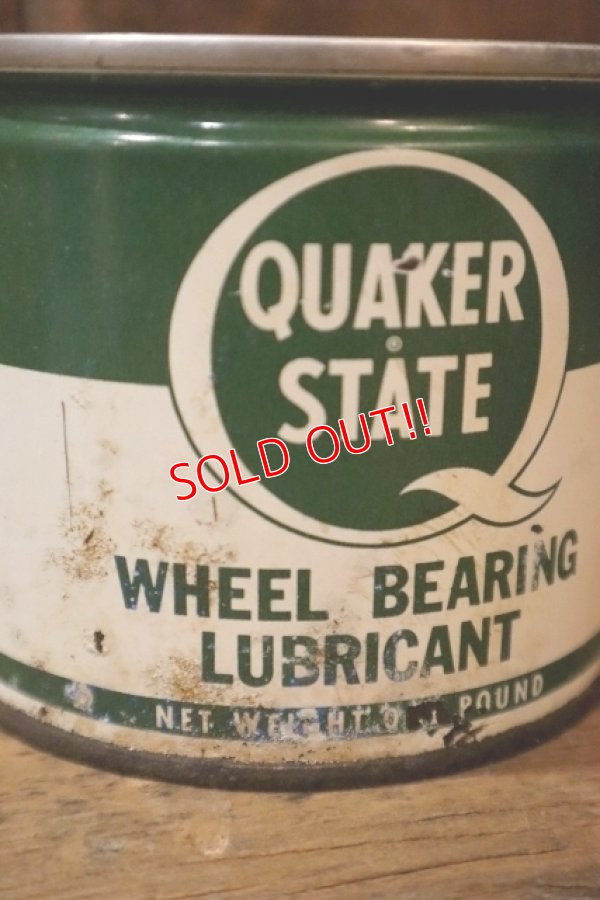 QUAKER
STATE
SOLD OUT!!
WHEEL BEARING
LUBRICANT
NET WEIGHT POUND